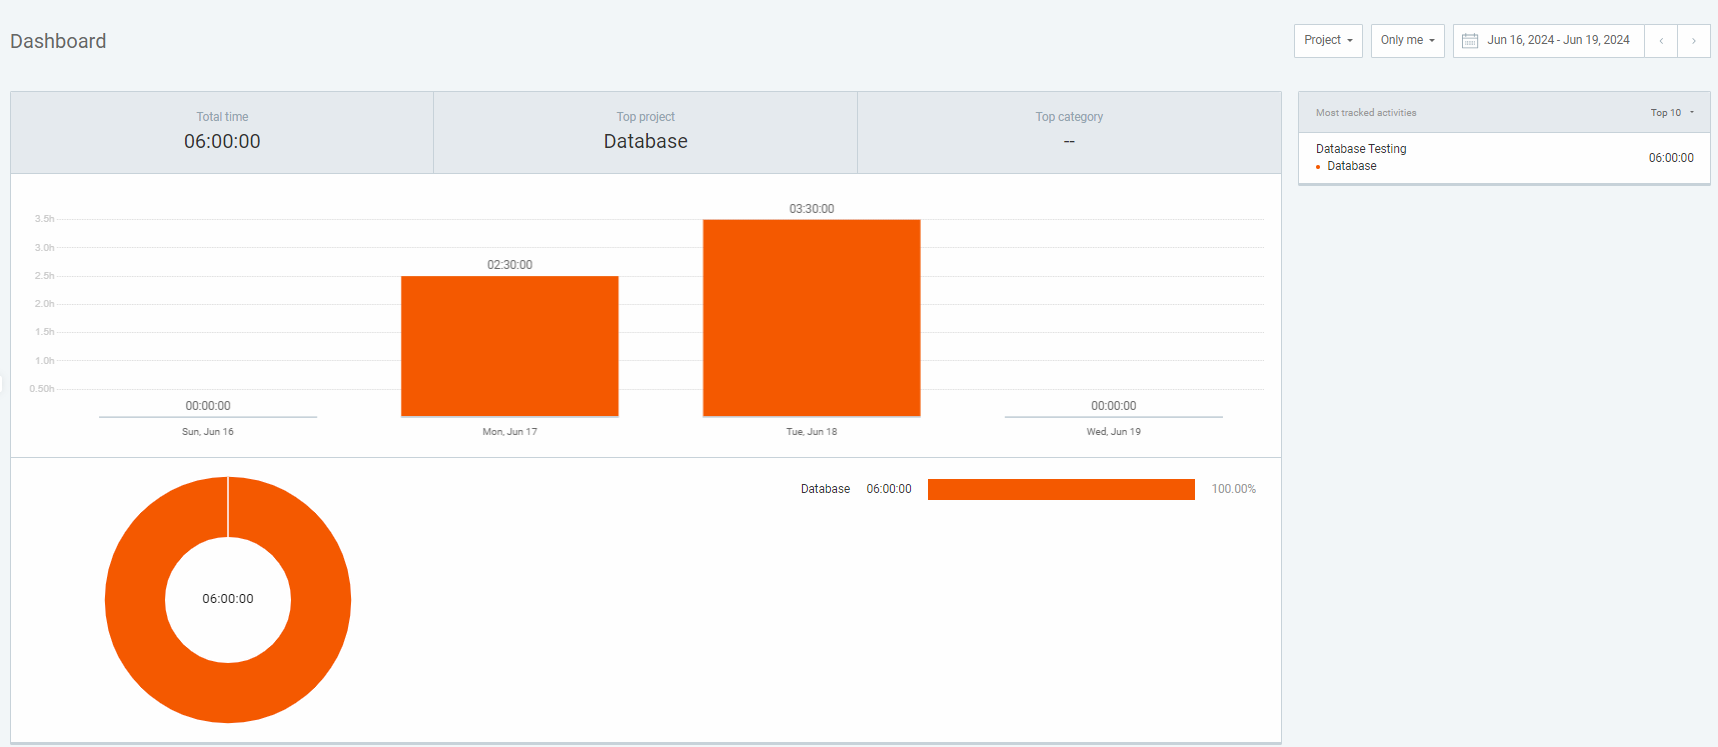 Dashboard
Project
Only me
Jun 16, 2024 - Jun 19, 2024
Total time
06:00:00
Top project
Database
Top category
--
Most tracked activities
Top 10
Database Testing
Database
06:00:00
3.5h
3.0h
2.5h
2.0h
1.5h
1.0h
0.50h
00:00:00
02:30:00
03:30:00
00:00:00
Sun, Jun 16
Mon, Jun 17
Tue, Jun 18
Wed, Jun 19
06:00:00
Database 06:00:00 100.00%